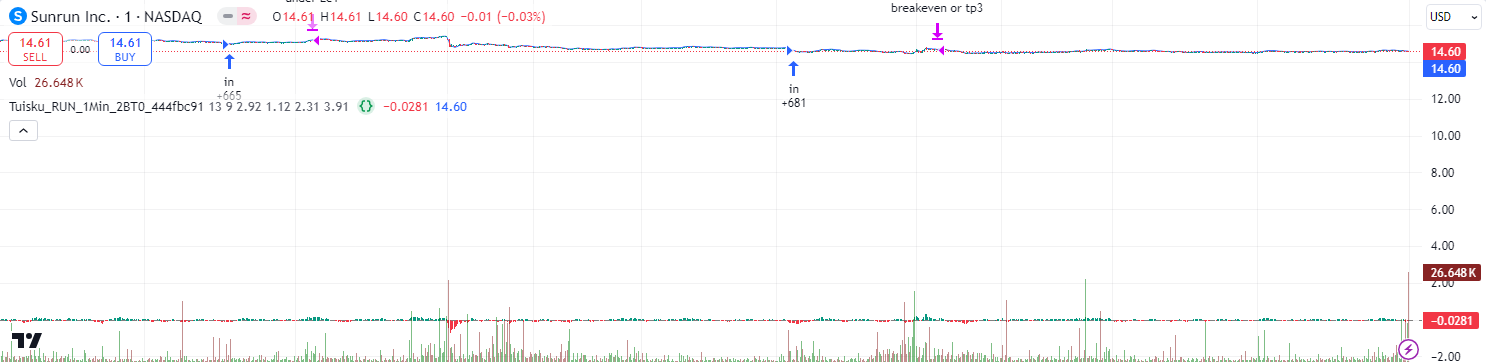 S Sunrun Inc. · 1 · NASDAQ
O14.61 H14.61 L14.60 C14.60 −0.01 (−0.03%)
breakeven or tp3
USD
14.61
SELL
0.00
14.61
BUY
Vol 26.648 K
in
+665
Tuisku_RUN_1Min_2BT0_444fbc91 13 9 2.92 1.12 2.31 3.91 {} −0.0281 14.60
in
+681
14.60
14.60
12.00
10.00
8.00
6.00
4.00
26.648 K
2.00
−0.0281
−2.00